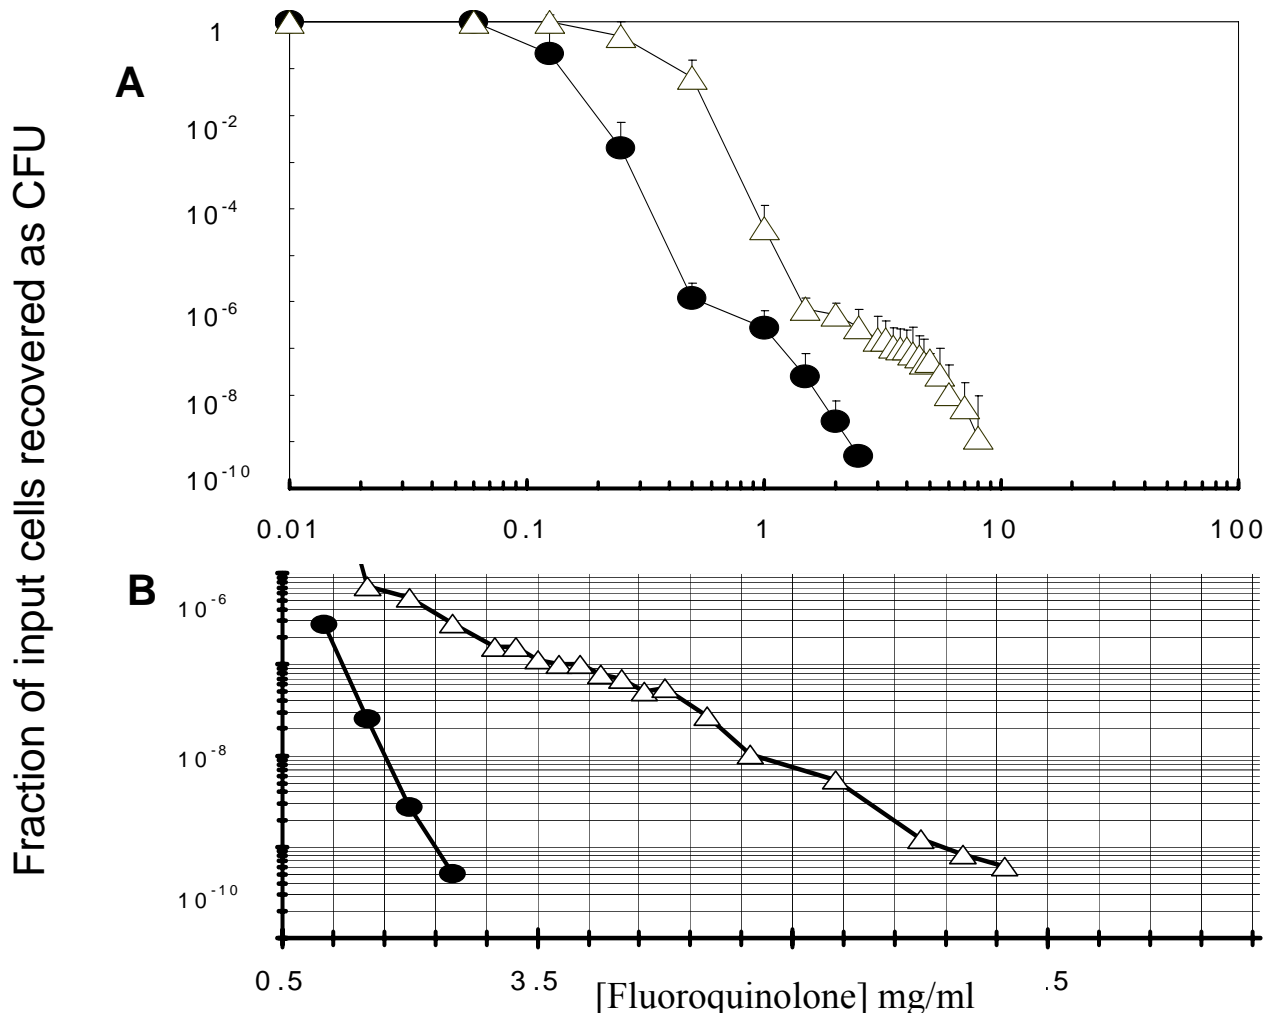 Fraction of input cells recovered as CFU
A
1
10-2
10-4
10-6
10-8
10-10
0.01 0.1 1 10 100
B
10-6
10-8
10-10
0.5 3.5 .5
[Fluoroquinolone] mg/ml